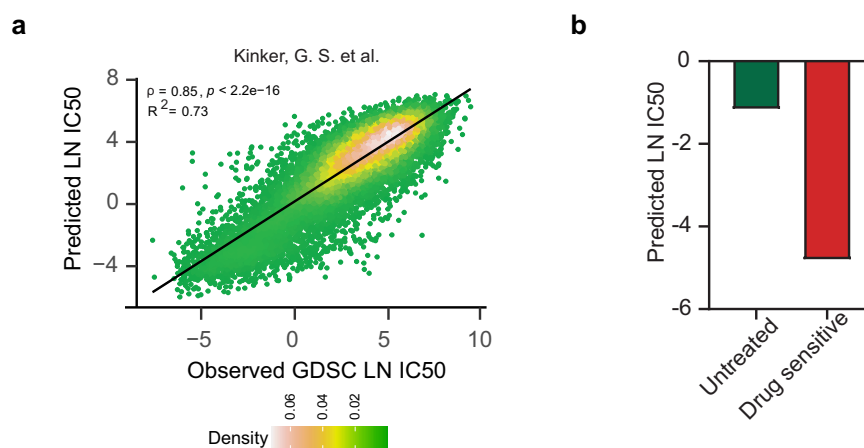 a
Kinker, G. S. et al.
ρ = 0.85, p < 2.2e−16
R² = 0.73
8
4
0
−4
Predicted LN IC50
−5
0
5
10
Observed GDSC LN IC50
0.06
0.04
0.02
Density
b
0
-2
-4
-6
Predicted LN IC50
Untreated
Drug sensitive